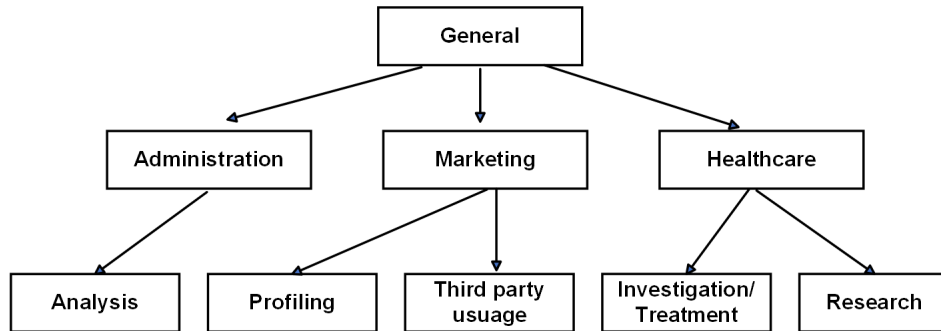 General
Administration
Marketing
Healthcare
Analysis
Profiling
Third party
usuage
Investigation/
Treatment
Research